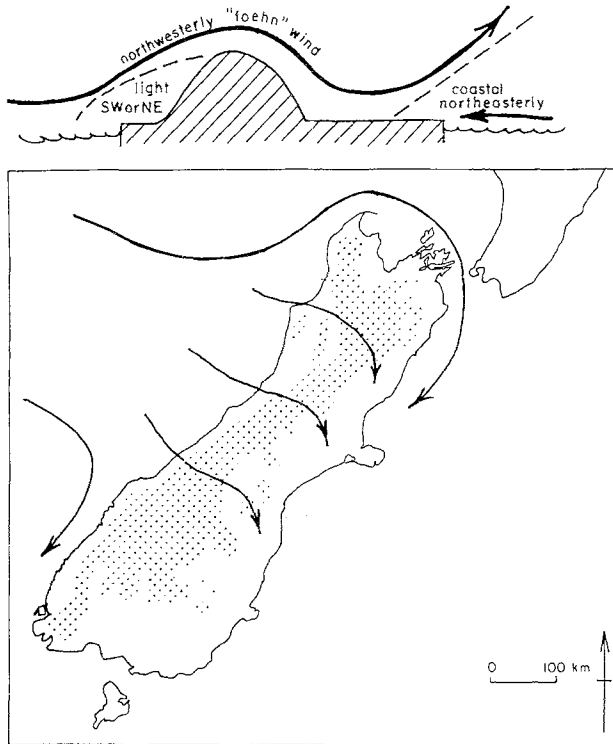 northwesterly "foehn" wind
light
SWorNE
coastal
northeasterly
0 100 km